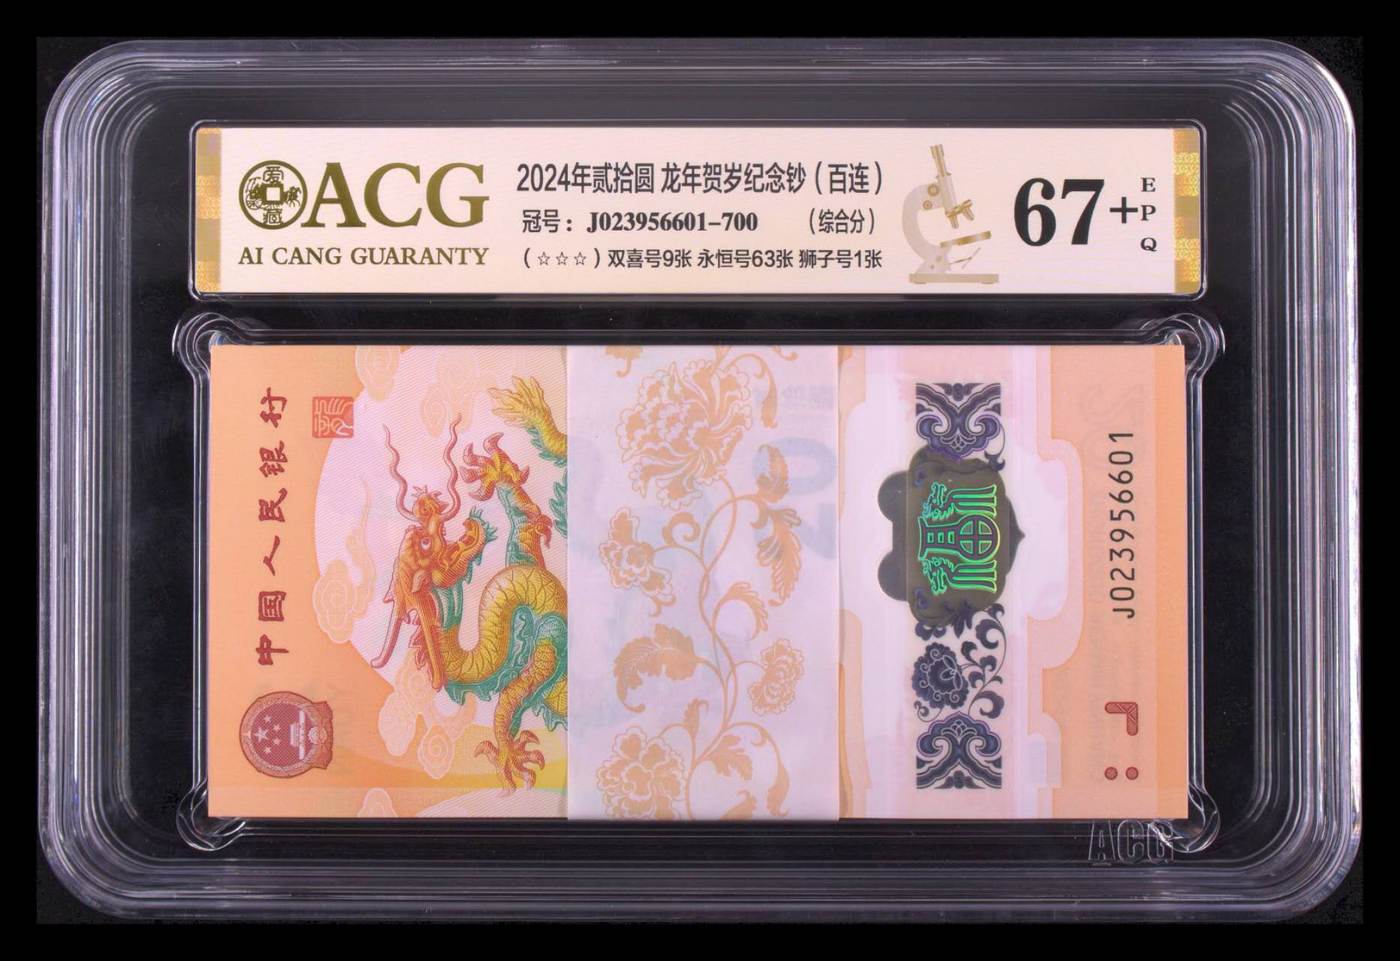 ACG
AI CANG GUARANTY
2024年贰拾圆 龙年贺岁纪念钞(百连)
冠号: J023956601-700 (综合分)
(☆☆☆)双喜号9张 永恒号63张 狮子号1张
67+
E
P
Q
中国人民银行
J023956601
ACG